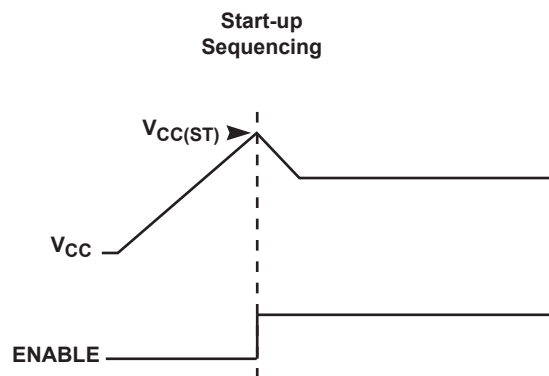 Start-up
Sequencing
VCC(ST)
VCC
ENABLE